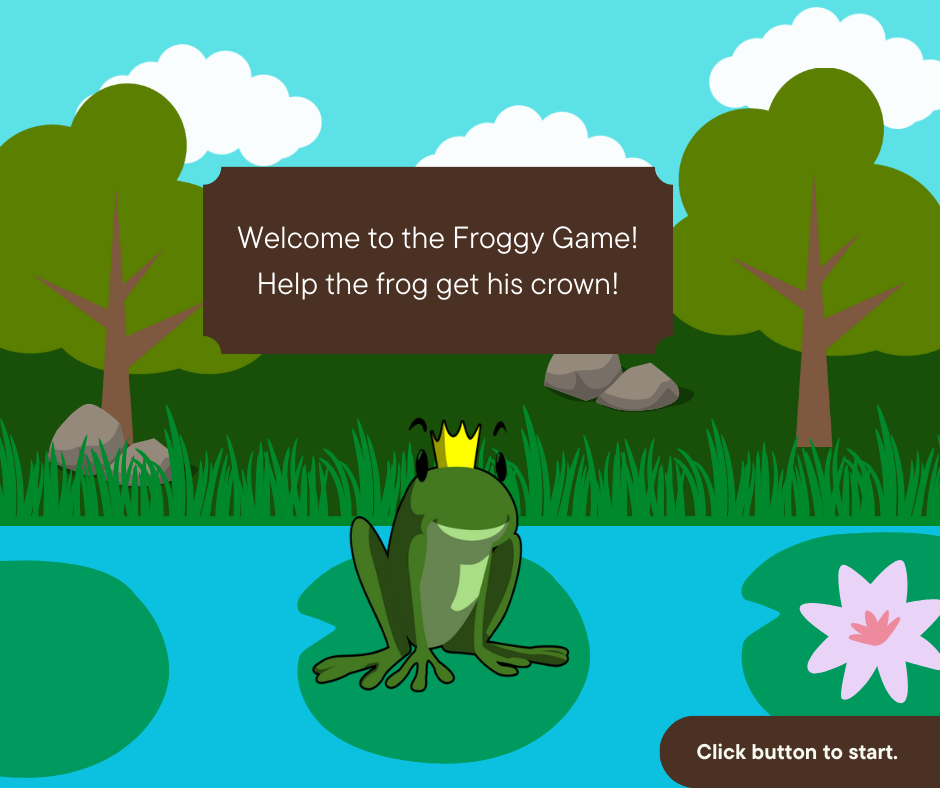 Welcome to the Froggy Game!
Help the frog get his crown!
Click button to start.